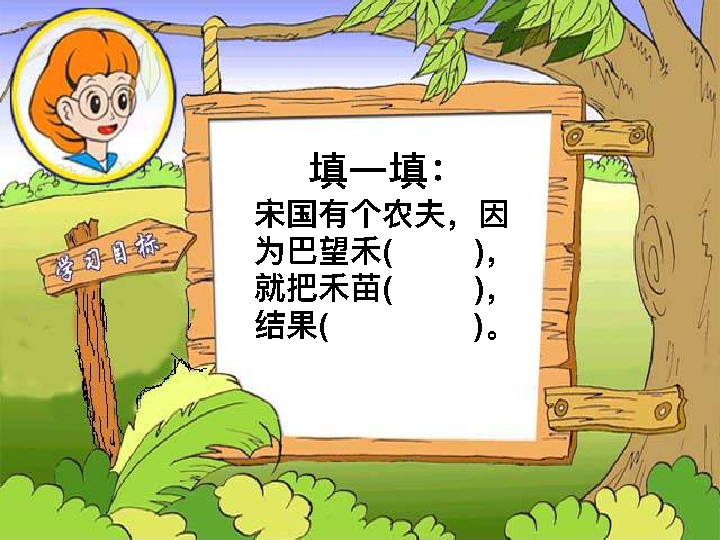 填一填：
宋国有个农夫，因
为巴望禾(        )，
就把禾苗(        )，
结果(              )。
学习目标